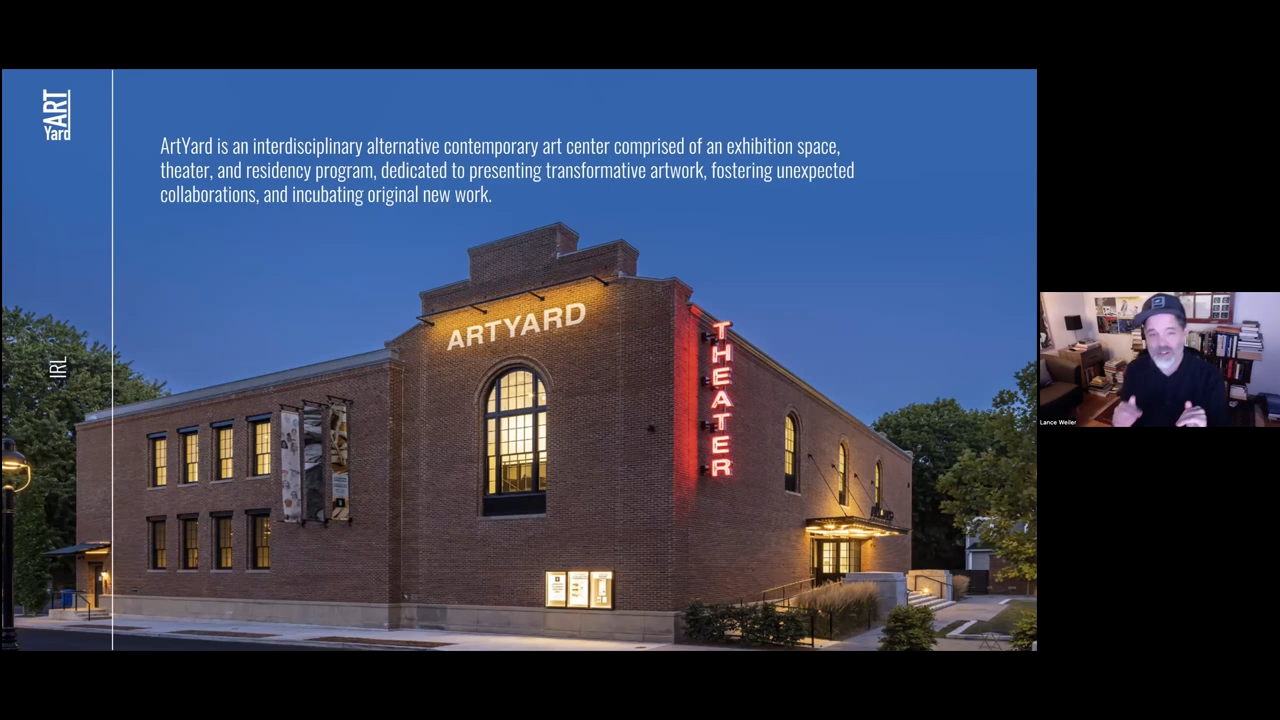 ART
Yard
ArtYard is an interdisciplinary alternative contemporary art center comprised of an exhibition space,
theater, and residency program, dedicated to presenting transformative artwork, fostering unexpected
collaborations, and incubating original new work.
IRL
ARTYARD
THEATER
Lance Weiler